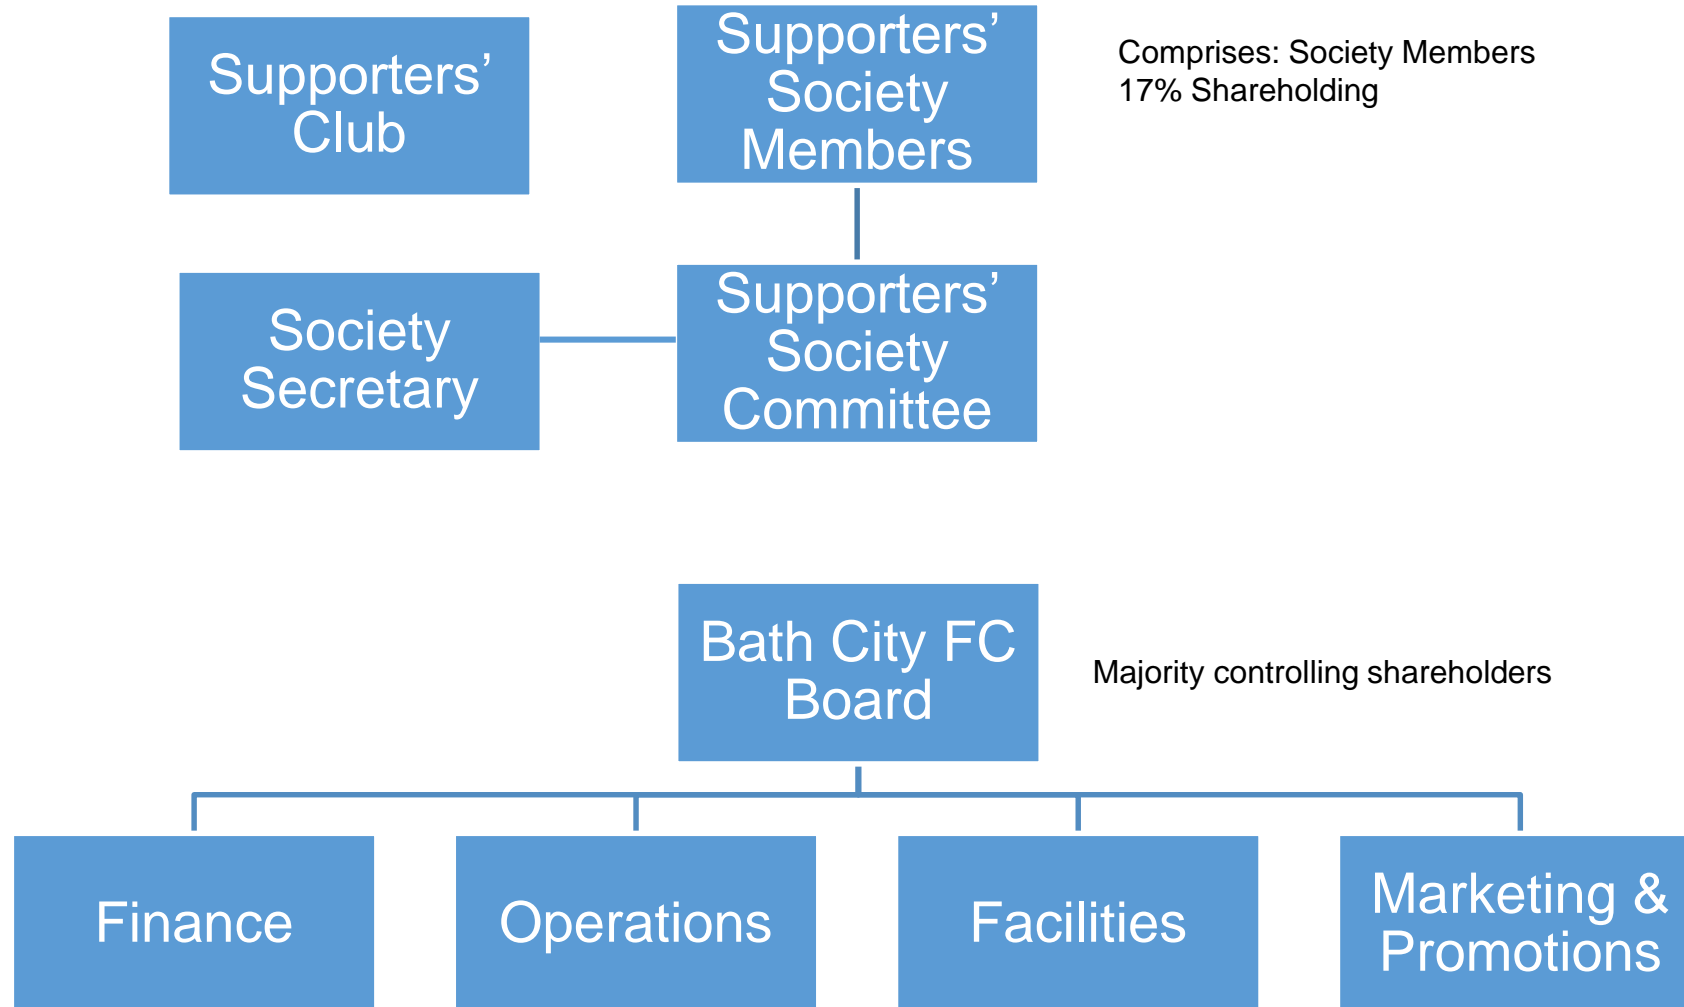 Supporters’
Club
Supporters’
Society
Members
Comprises: Society Members
17% Shareholding
Society
Secretary
Supporters’
Society
Committee
Bath City FC
Board
Majority controlling shareholders
Finance
Operations
Facilities
Marketing &
Promotions